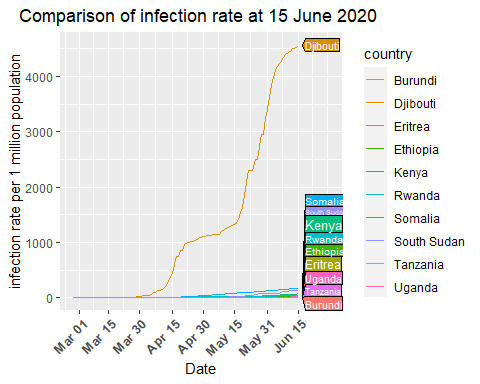 Comparison of infection rate at 15 June 2020
infection rate per 1 million population
4000
3000
2000
1000
0
Djibouti
Somalia
South Sudan
Kenya
Rwanda
Ethiopia
Eritrea
Uganda
Tanzania
Burundi
Mar 01
Mar 15
Mar 30
Apr 15
Apr 30
May 15
May 31
Jun 15
Date
country
Burundi
Djibouti
Eritrea
Ethiopia
Kenya
Rwanda
Somalia
South Sudan
Tanzania
Uganda